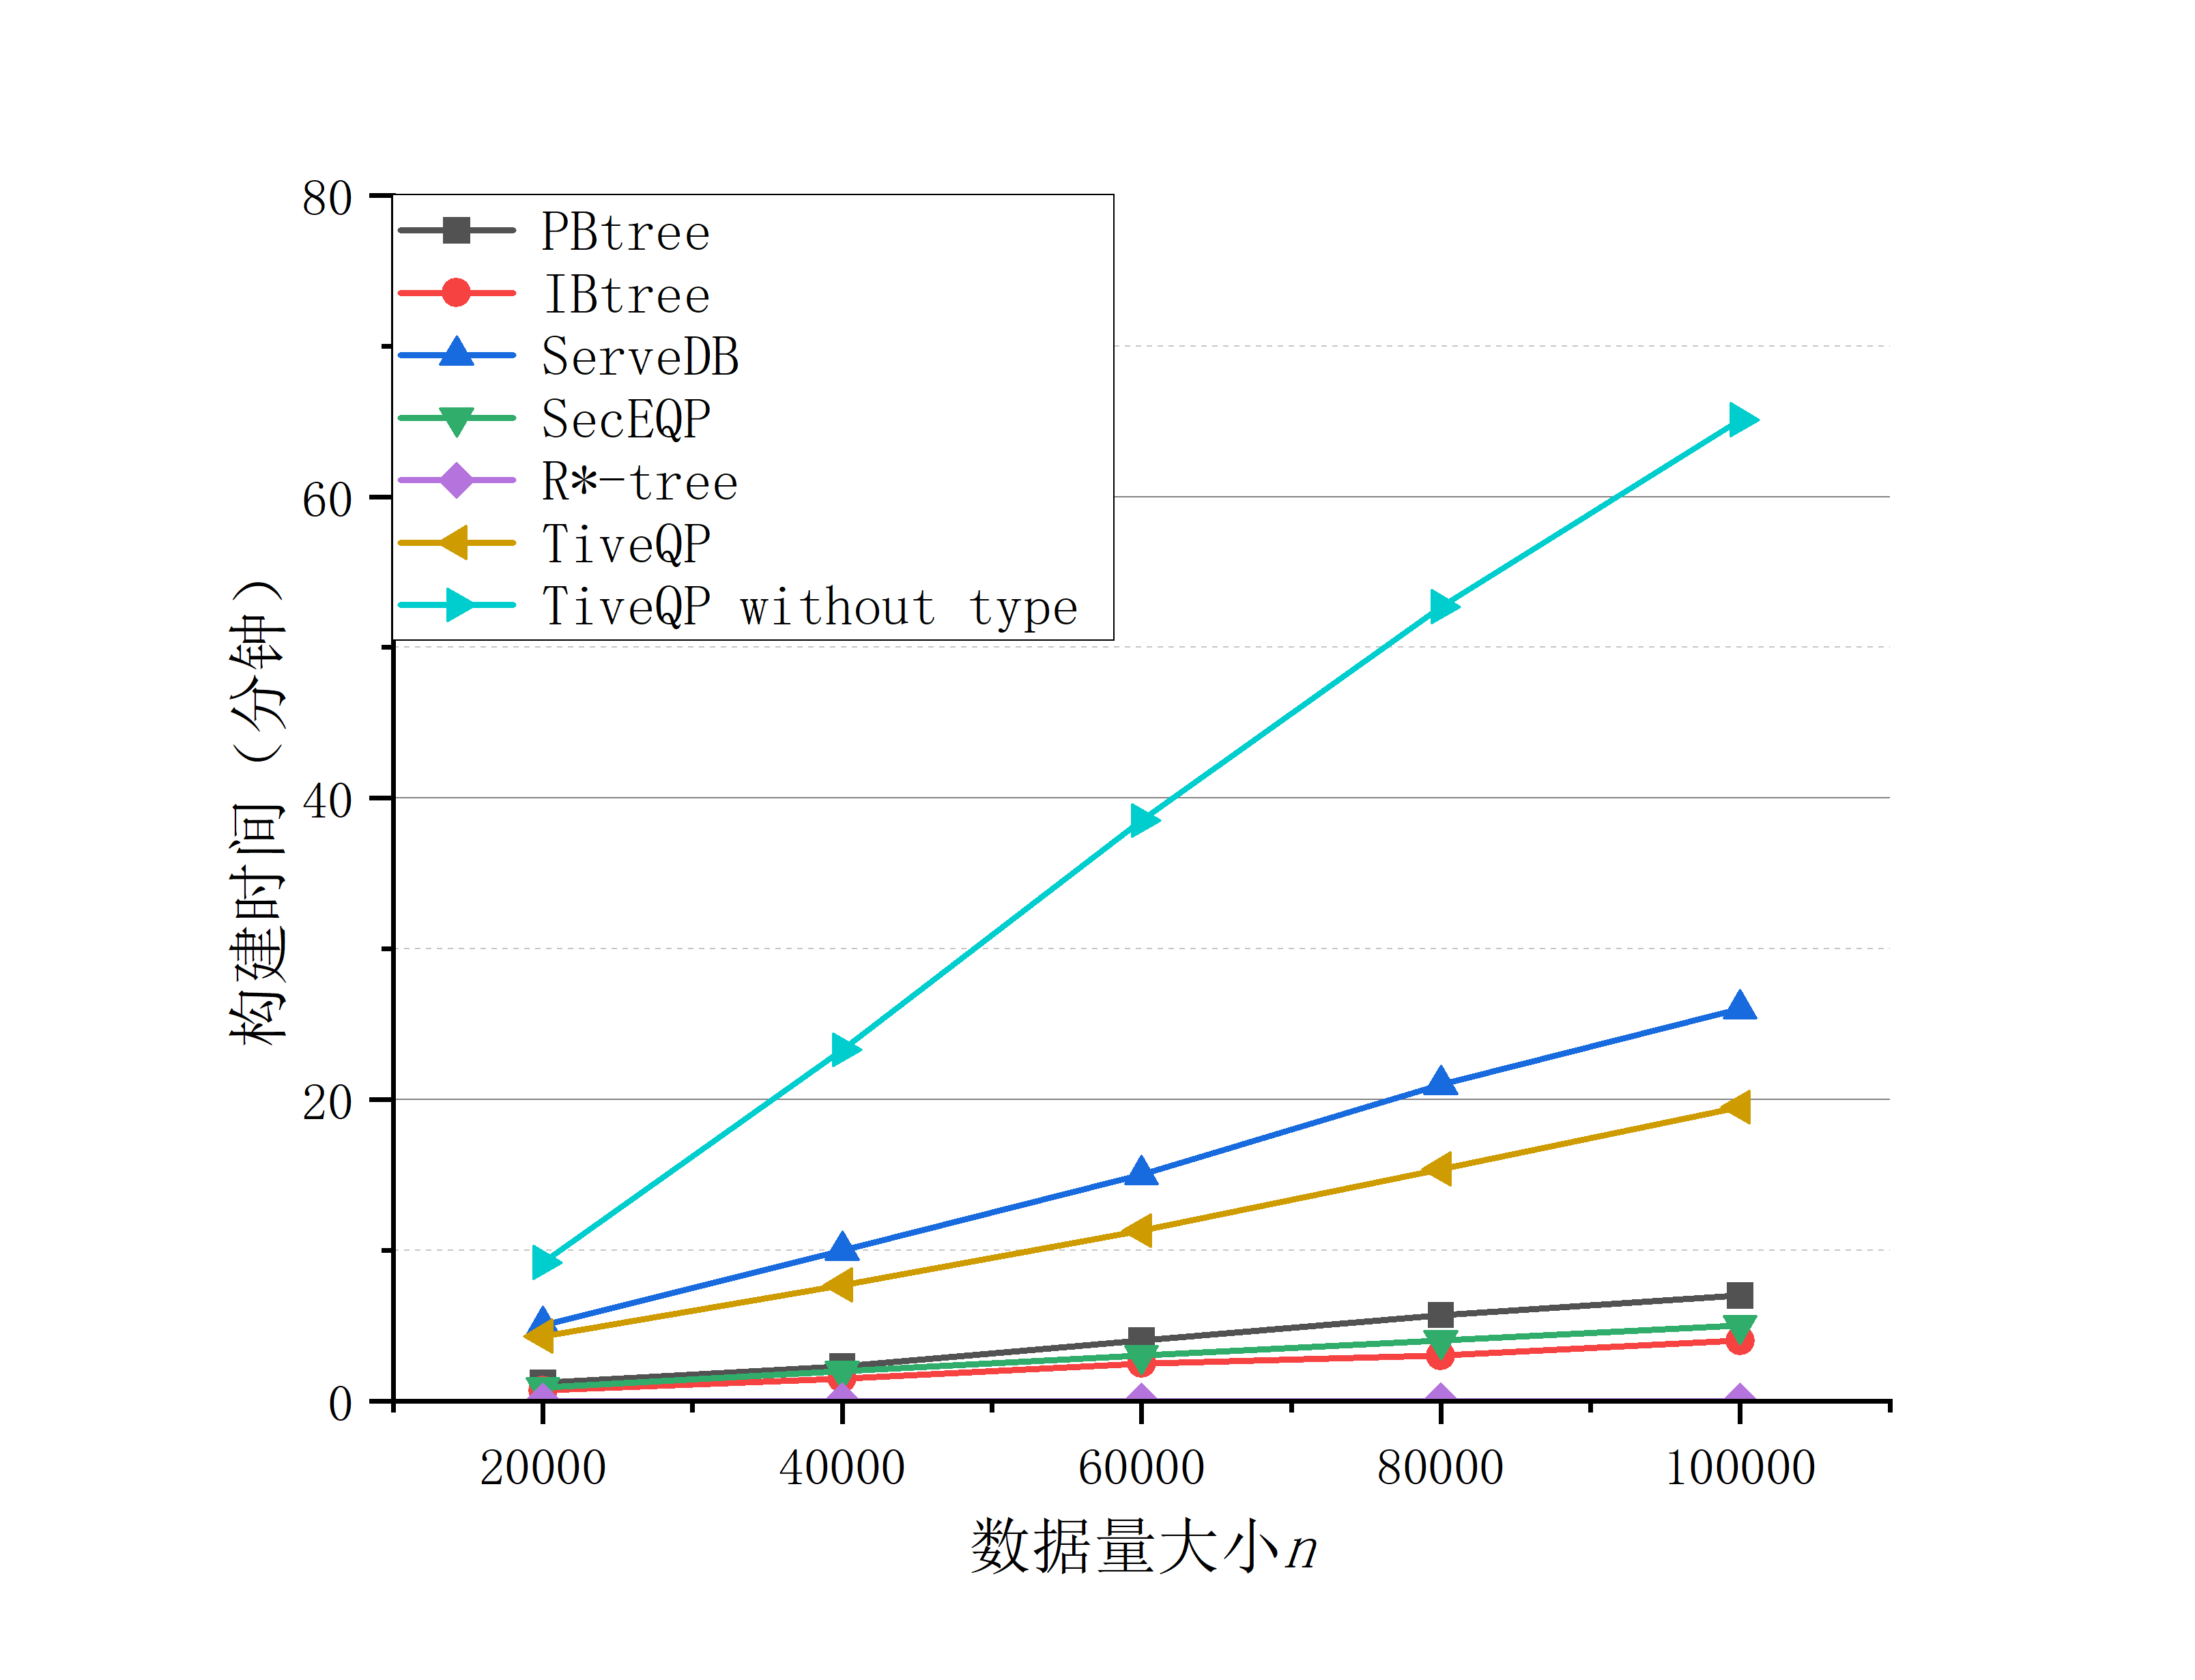 80
60
40
20
0
构建时间（分钟）
PBtree
IBtree
ServeDB
SecEQP
R*-tree
TiveQP
TiveQP without type
20000 40000 60000 80000 100000
数据量大小n